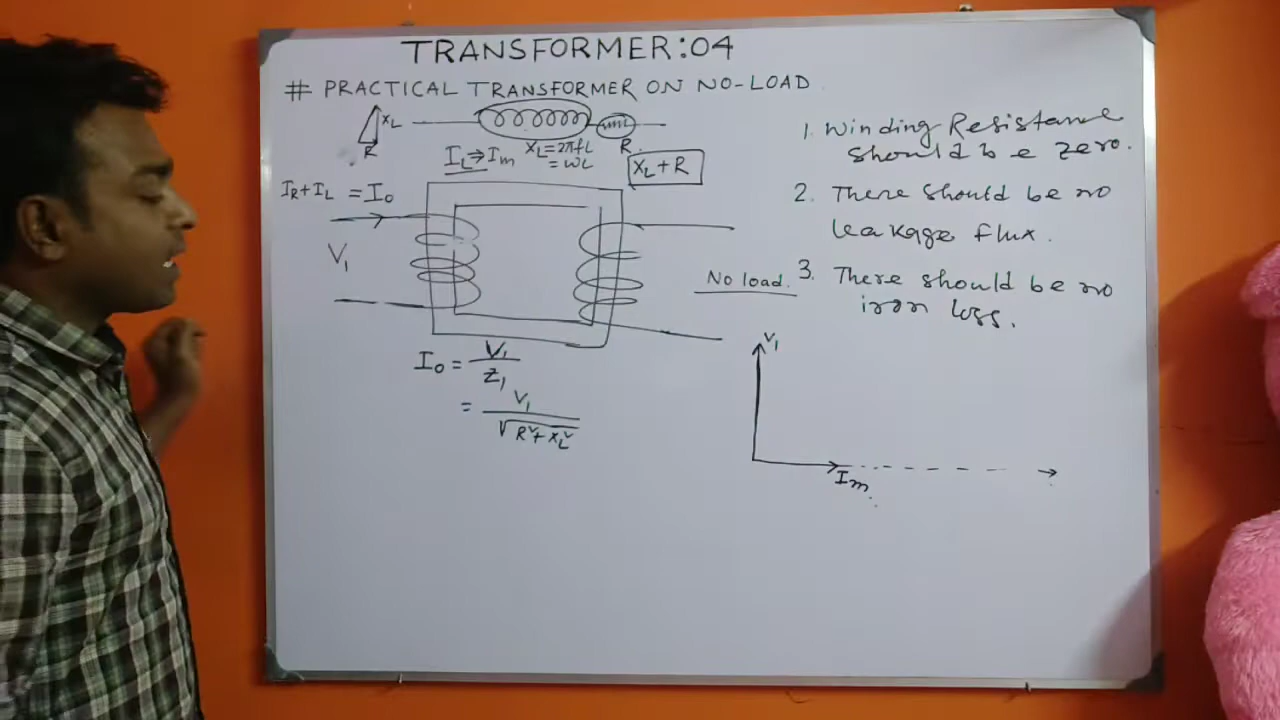 TRANSFORMER:04
# PRACTICAL TRANSFORMER ON NO-LOAD
XL
R
XL=2πfL
=ωL
R.
IL⇒Im
XL+R
IR+IL = I0
V1
No load.
I0 = V1/Z1
= V1/√R²+XL²
1. Winding Resistance
should be zero.
2. There should be no
leakage flux.
3. There should be no
iron loss.
V1
Im